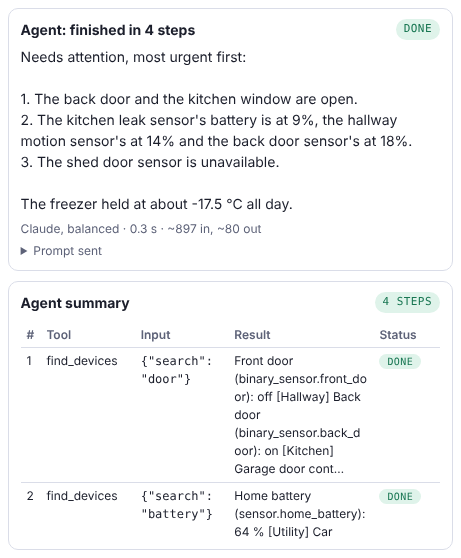 Agent: finished in 4 steps
DONE
Needs attention, most urgent first:
1. The back door and the kitchen window are open.
2. The kitchen leak sensor's battery is at 9%, the hallway
motion sensor's at 14% and the back door sensor's at 18%.
3. The shed door sensor is unavailable.
The freezer held at about -17.5 °C all day.
Claude, balanced · 0.3 s · ~897 in, ~80 out
▶ Prompt sent
Agent summary
4 STEPS
# Tool Input Result Status
1 find_devices {"search": Front door DONE
"door"} (binary_sensor.front_do
or): off [Hallway] Back
door
(binary_sensor.back_d
oor): on [Kitchen]
Garage door cont...
2 find_devices {"search": Home battery DONE
"battery"} (sensor.home_battery):
64 % [Utility] Car